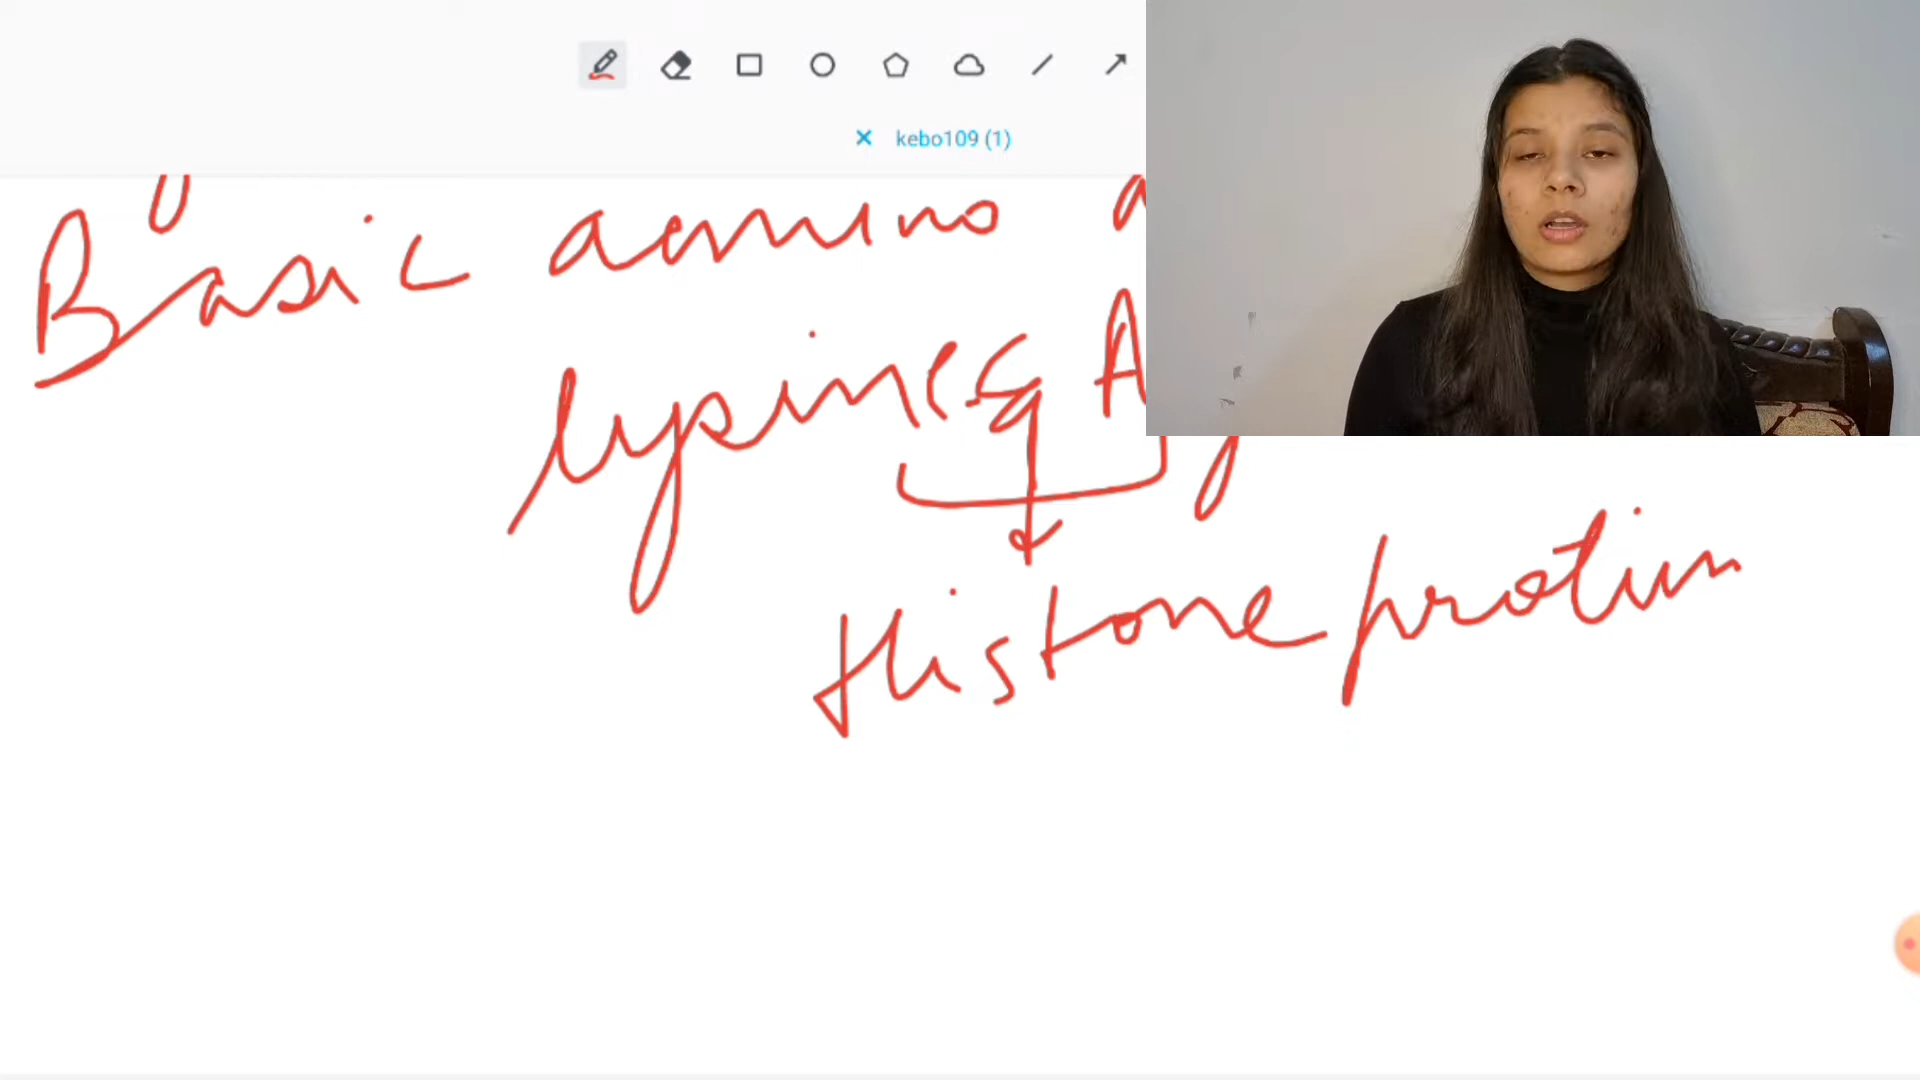 kebo109 (1)
Basic amino a
lysine & A
Histone protein